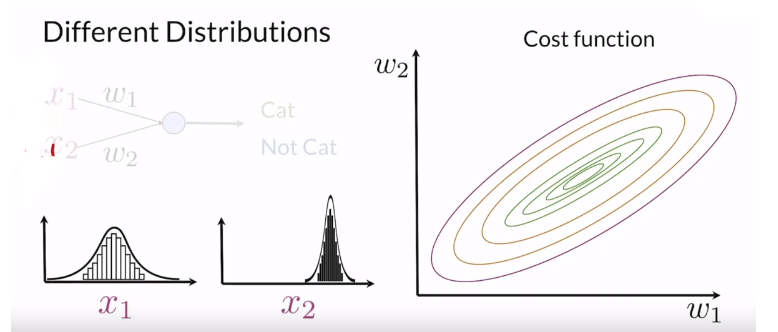 Different Distributions
Cost function
w₂
x₁ w₁
Cat
x₂ w₂
Not Cat
x₁ x₂
w₁